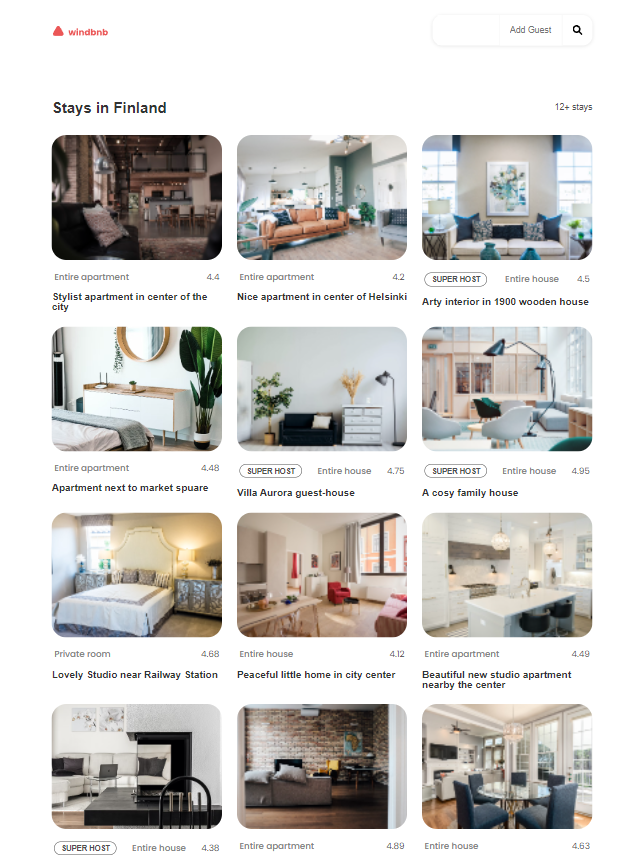 windbnb
Add Guest
Stays in Finland
12+ stays
Entire apartment 4.4
Stylist apartment in center of the
city
Entire apartment 4.2
Nice apartment in center of Helsinki
SUPER HOST Entire house 4.5
Arty interior in 1900 wooden house
Entire apartment 4.48
Apartment next to market spuare
SUPER HOST Entire house 4.75
Villa Aurora guest-house
SUPER HOST Entire house 4.95
A cosy family house
Private room 4.68
Lovely Studio near Railway Station
Entire house 4.12
Peaceful little home in city center
Entire apartment 4.49
Beautiful new studio apartment
nearby the center
SUPER HOST Entire house 4.38
Entire apartment 4.89
Entire house 4.63